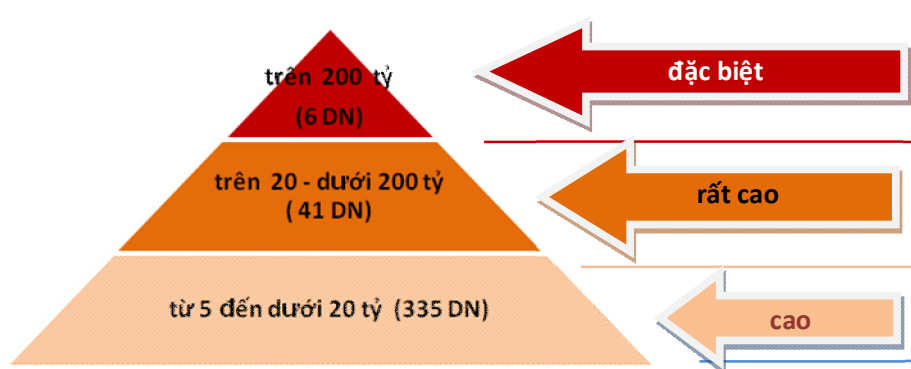 trên 200 tỷ
(6 DN)
đặc biệt
trên 20 - dưới 200 tỷ
( 41 DN)
rất cao
từ 5 đến dưới 20 tỷ (335 DN)
cao